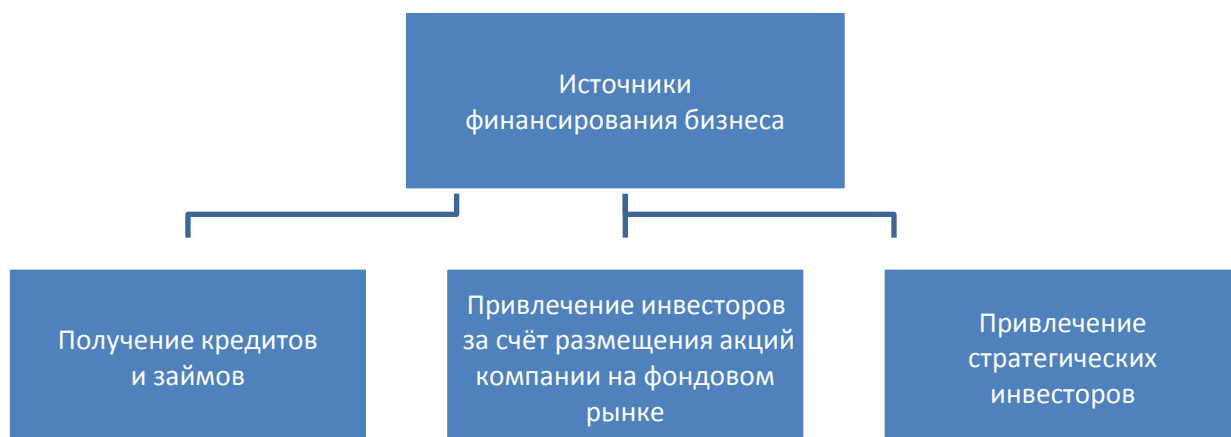 Источники
финансирования бизнеса
Получение кредитов
и займов
Привлечение инвесторов
за счёт размещения акций
компании на фондовом
рынке
Привлечение
стратегических
инвесторов